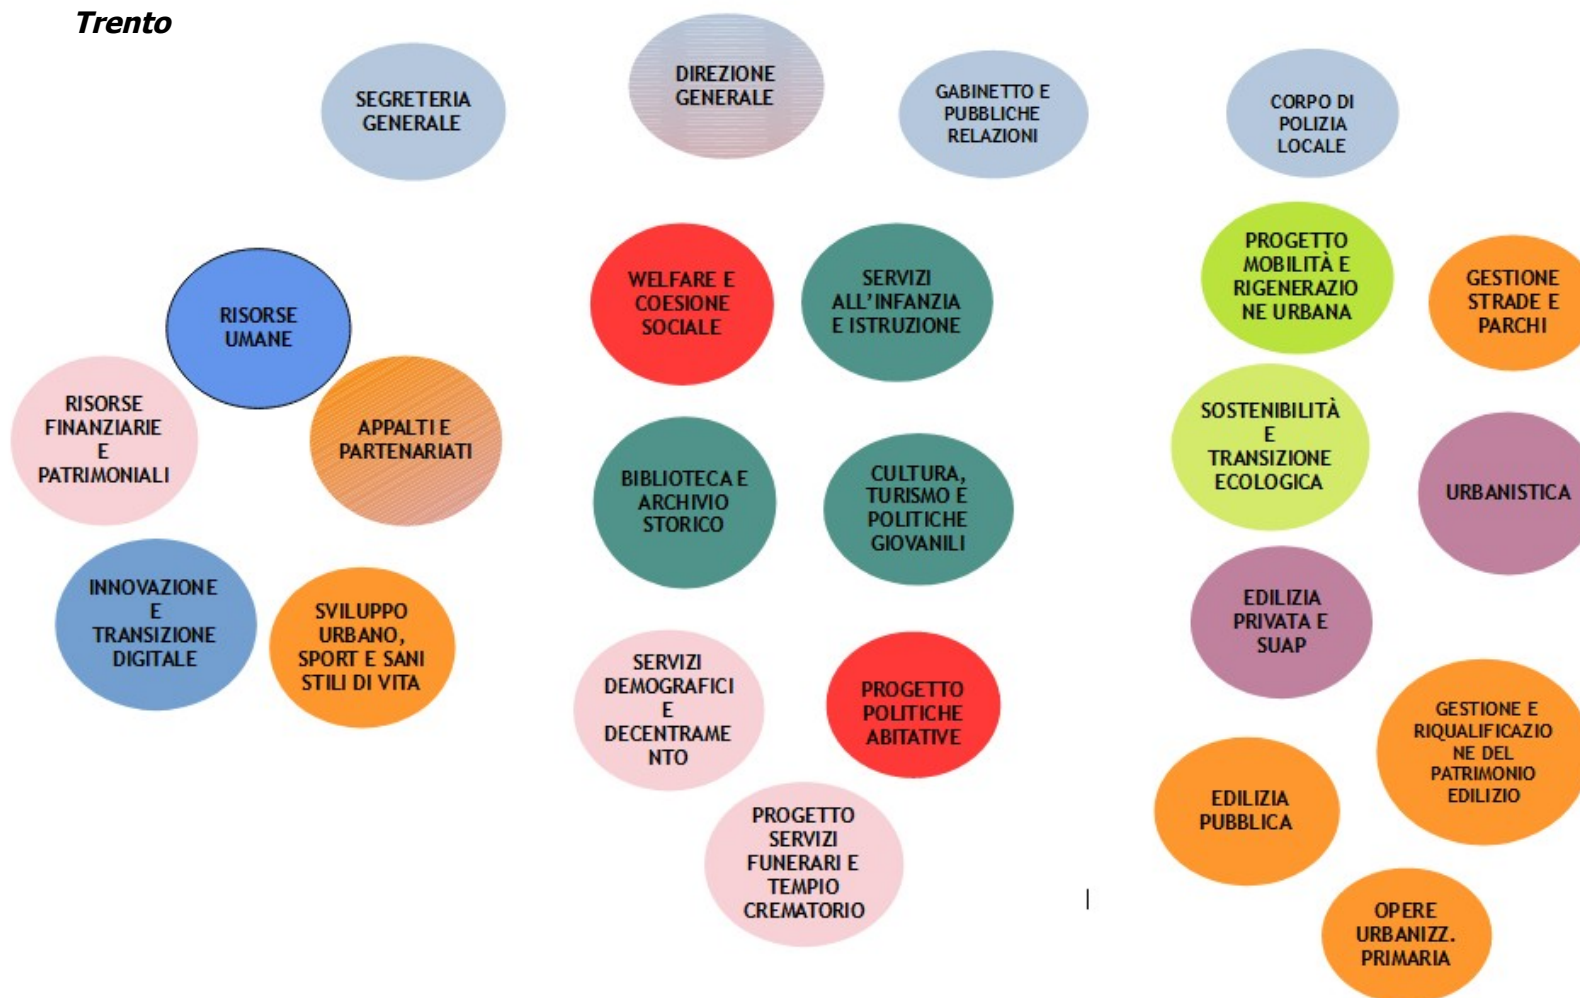 Trento
SEGRETERIA
GENERALE
DIREZIONE
GENERALE
GABINETTO E
PUBBLICHE
RELAZIONI
CORPO DI
POLIZIA
LOCALE
RISORSE
UMANE
RISORSE
FINANZIARIE
E
PATRIMONIALI
APPALTI E
PARTENARIATI
INNOVAZIONE
E
TRANSIZIONE
DIGITALE
SVILUPPO
URBANO,
SPORT E SANI
STILI DI VITA
WELFARE E
COESIONE
SOCIALE
SERVIZI
ALL'INFANZIA
E ISTRUZIONE
BIBLIOTECA E
ARCHIVIO
STORICO
CULTURA,
TURISMO E
POLITICHE
GIOVANILI
SERVIZI
DEMOGRAFICI
E
DECENTRAME
NTO
PROGETTO
POLITICHE
ABITATIVE
PROGETTO
SERVIZI
FUNERARI E
TEMPIO
CREMATORIO
PROGETTO
MOBILITÀ E
RIGENERAZIO
NE URBANA
GESTIONE
STRADE E
PARCHI
SOSTENIBILITÀ
E
TRANSIZIONE
ECOLOGICA
URBANISTICA
EDILIZIA
PRIVATA E
SUAP
GESTIONE E
RIQUALIFICAZIO
NE DEL
PATRIMONIO
EDILIZIO
EDILIZIA
PUBBLICA
OPERE
URBANIZZ.
PRIMARIA